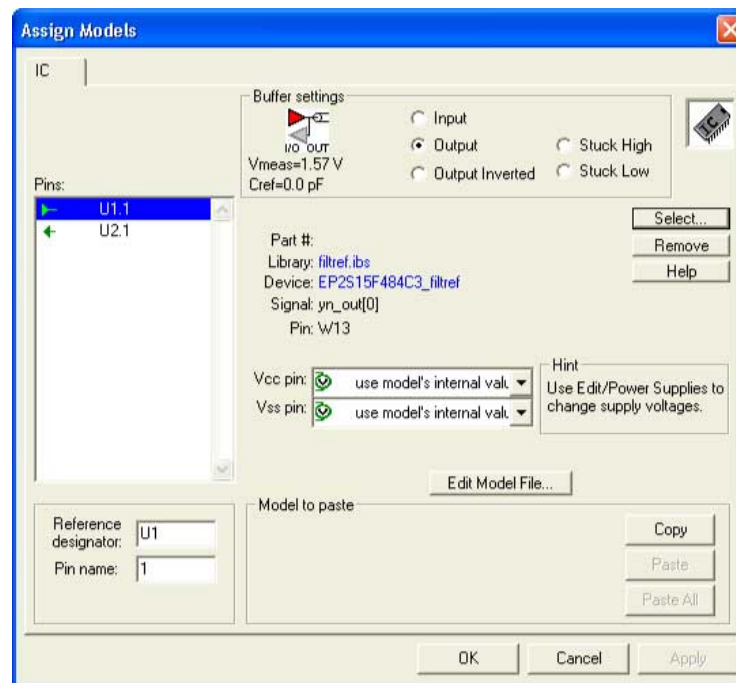 Assign Models
IC
Buffer settings
I/O OUT
Vmeas=1.57 V
Cref=0.0 pF
Input
Output
Output Inverted
Stuck High
Stuck Low
IC
Pins:
U1.1
U2.1
Part #:
Library: filtref.ibs
Device: EP2S15F484C3_filtref
Signal: yn_out[0]
Pin: W13
Select...
Remove
Help
Vcc pin: use model's internal valu
Vss pin: use model's internal valu
Hint
Use Edit/Power Supplies to
change supply voltages.
Edit Model File...
Model to paste
Reference
designator: U1
Pin name: 1
Copy
Paste
Paste All
OK
Cancel
Apply